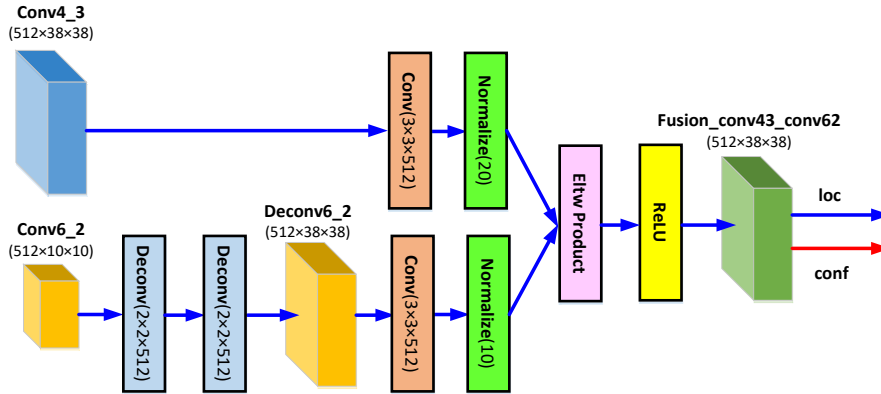 Conv4_3
(512×38×38)
Conv(3×3×512)
Normalize(20)
Fusion_conv43_conv62
(512×38×38)
Eltw Product
ReLU
loc
conf
Conv6_2
(512×10×10)
Deconv(2×2×512)
Deconv(2×2×512)
Deconv6_2
(512×38×38)
Conv(3×3×512)
Normalize(10)